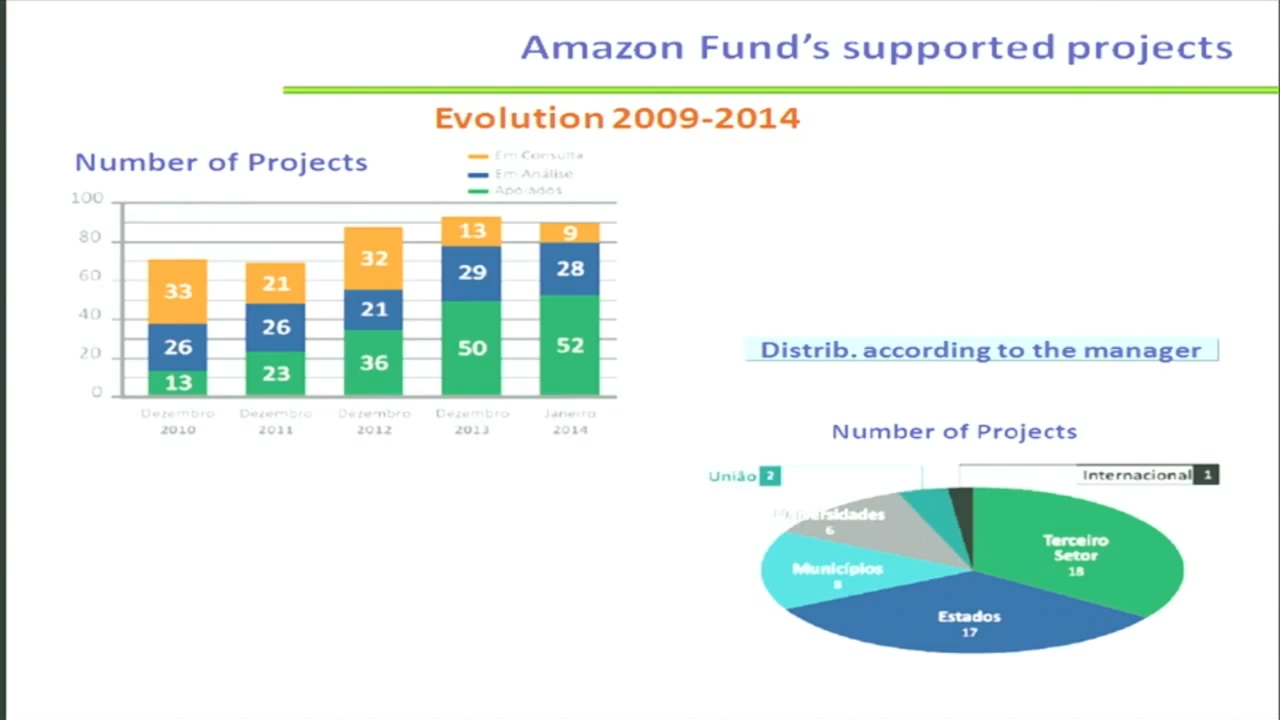 Amazon Fund's supported projects
Evolution 2009-2014
Number of Projects
Em Consulta
Em Análise
Apoiados
100
80
60
40
20
0
33
26
13
21
26
23
32
21
36
13
29
50
9
28
52
Dezembro
2010
Dezembro
2011
Dezembro
2012
Dezembro
2013
Janeiro
2014
Distrib. according to the manager
Number of Projects
União 2
Internacional 1
Universidades
6
Terceiro
Setor
18
Municípios
8
Estados
17